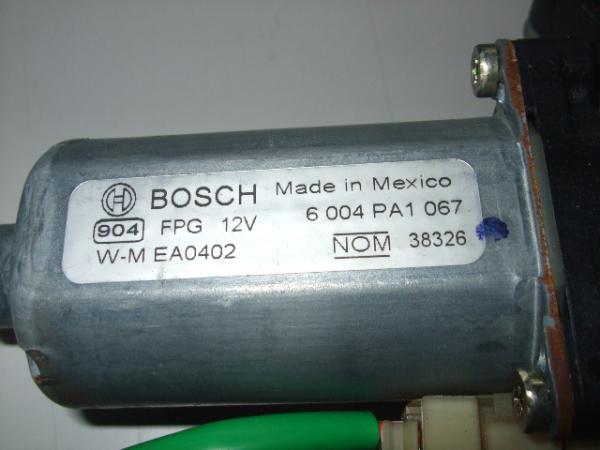 BOSCH Made in Mexico
904 FPG 12V 6 004 PA1 067
W-M EA0402 NOM 38326